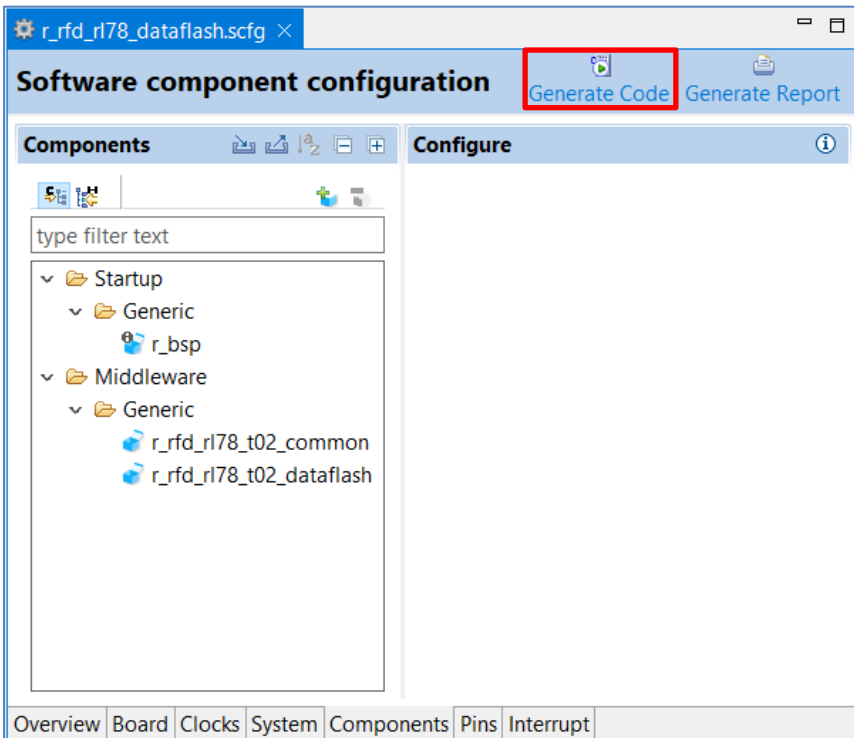 r_rfd_rl78_dataflash.scfg
Software component configuration
Generate Code
Generate Report
Components
Configure
type filter text
Startup
Generic
r_bsp
Middleware
Generic
r_rfd_rl78_t02_common
r_rfd_rl78_t02_dataflash
Overview Board Clocks System Components Pins Interrupt